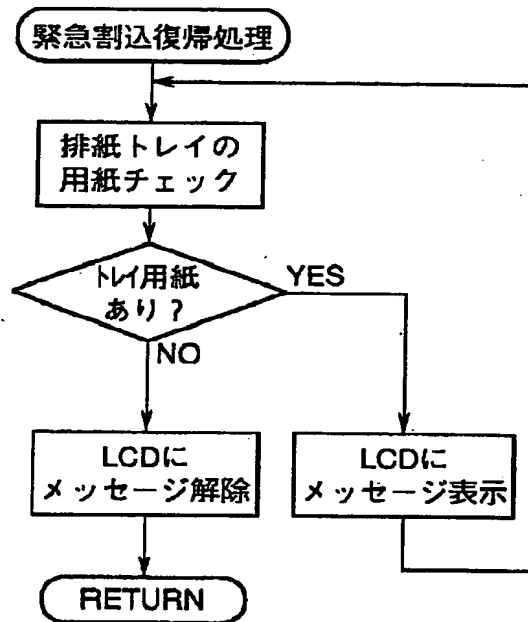 緊急割込復帰処理
排紙トレイの
用紙チェック
トレイ用紙
あり?
YES
NO
LCDに
メッセージ解除
LCDに
メッセージ表示
RETURN